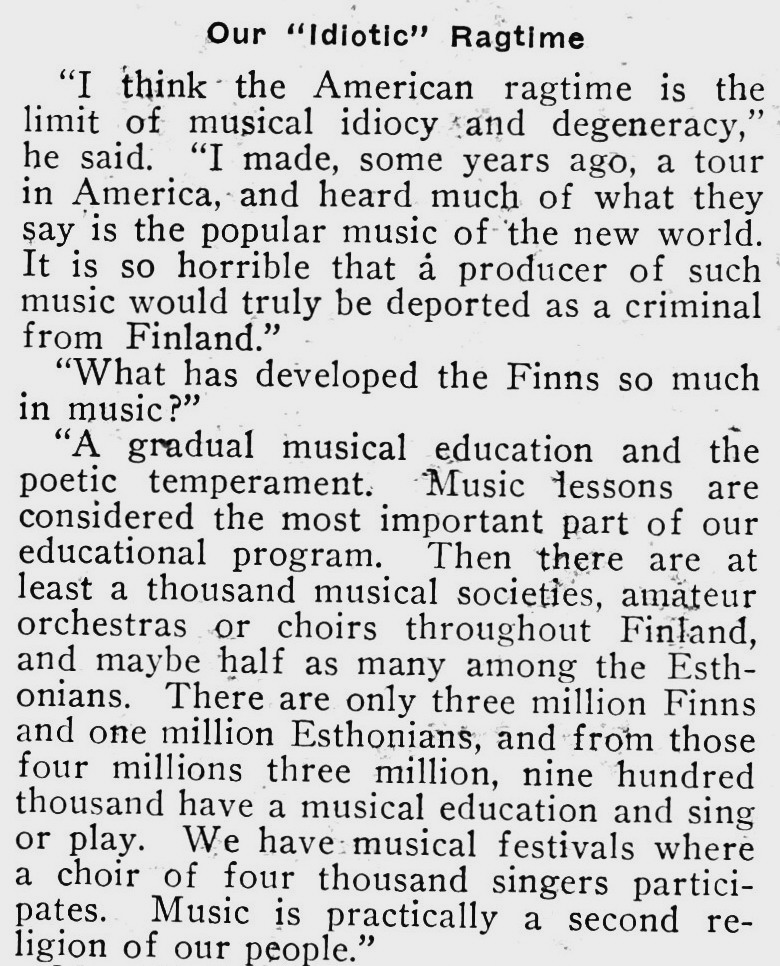 Our “Idiotic” Ragtime
“I think the American ragtime is the
limit of musical idiocy and degeneracy,”
he said. “I made, some years ago, a tour
in America, and heard much of what they
say is the popular music of the new world.
It is so horrible that a producer of such
music would truly be deported as a criminal
from Finland.”
“What has developed the Finns so much
in music?”
“A gradual musical education and the
poetic temperament. Music lessons are
considered the most important part of our
educational program. Then there are at
least a thousand musical societies, amateur
orchestras or choirs throughout Finland,
and maybe half as many among the Esth-
onians. There are only three million Finns
and one million Esthonians, and from those
four millions three million, nine hundred
thousand have a musical education and sing
or play. We have musical festivals where
a choir of four thousand singers partici-
pates. Music is practically a second re-
ligion of our people.”